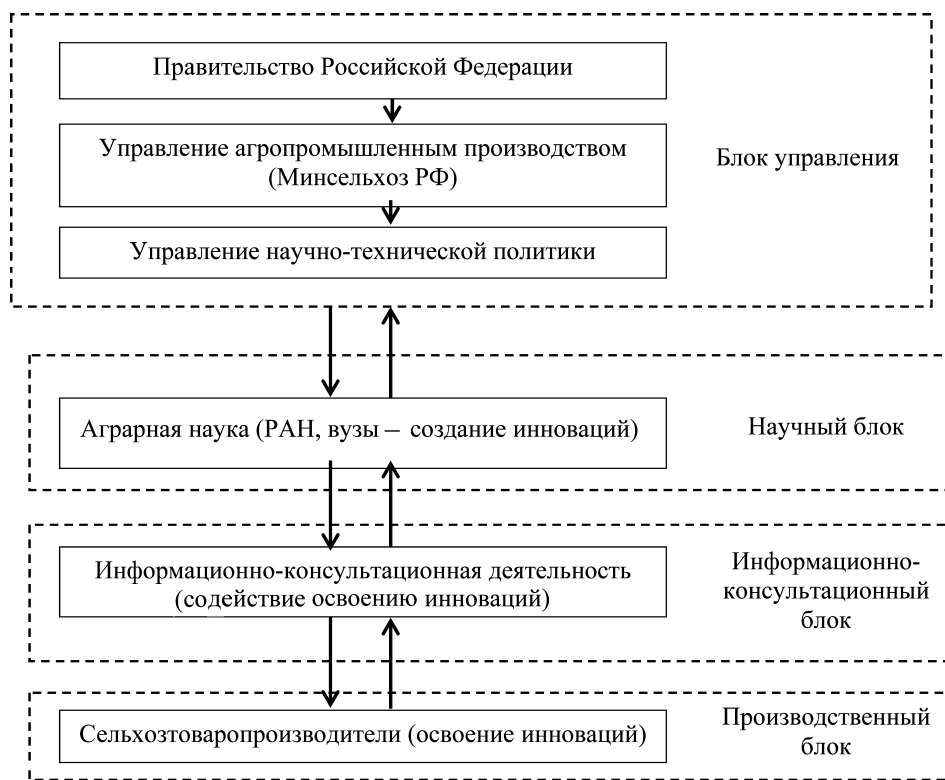 Правительство Российской Федерации
Управление агропромышленным производством
(Минсельхоз РФ)
Управление научно-технической политики
Блок управления
Аграрная наука (РАН, вузы – создание инноваций)
Научный блок
Информационно-консультационная деятельность
(содействие освоению инноваций)
Информационно-
консультационный
блок
Сельхозтоваропроизводители (освоение инноваций)
Производственный
блок